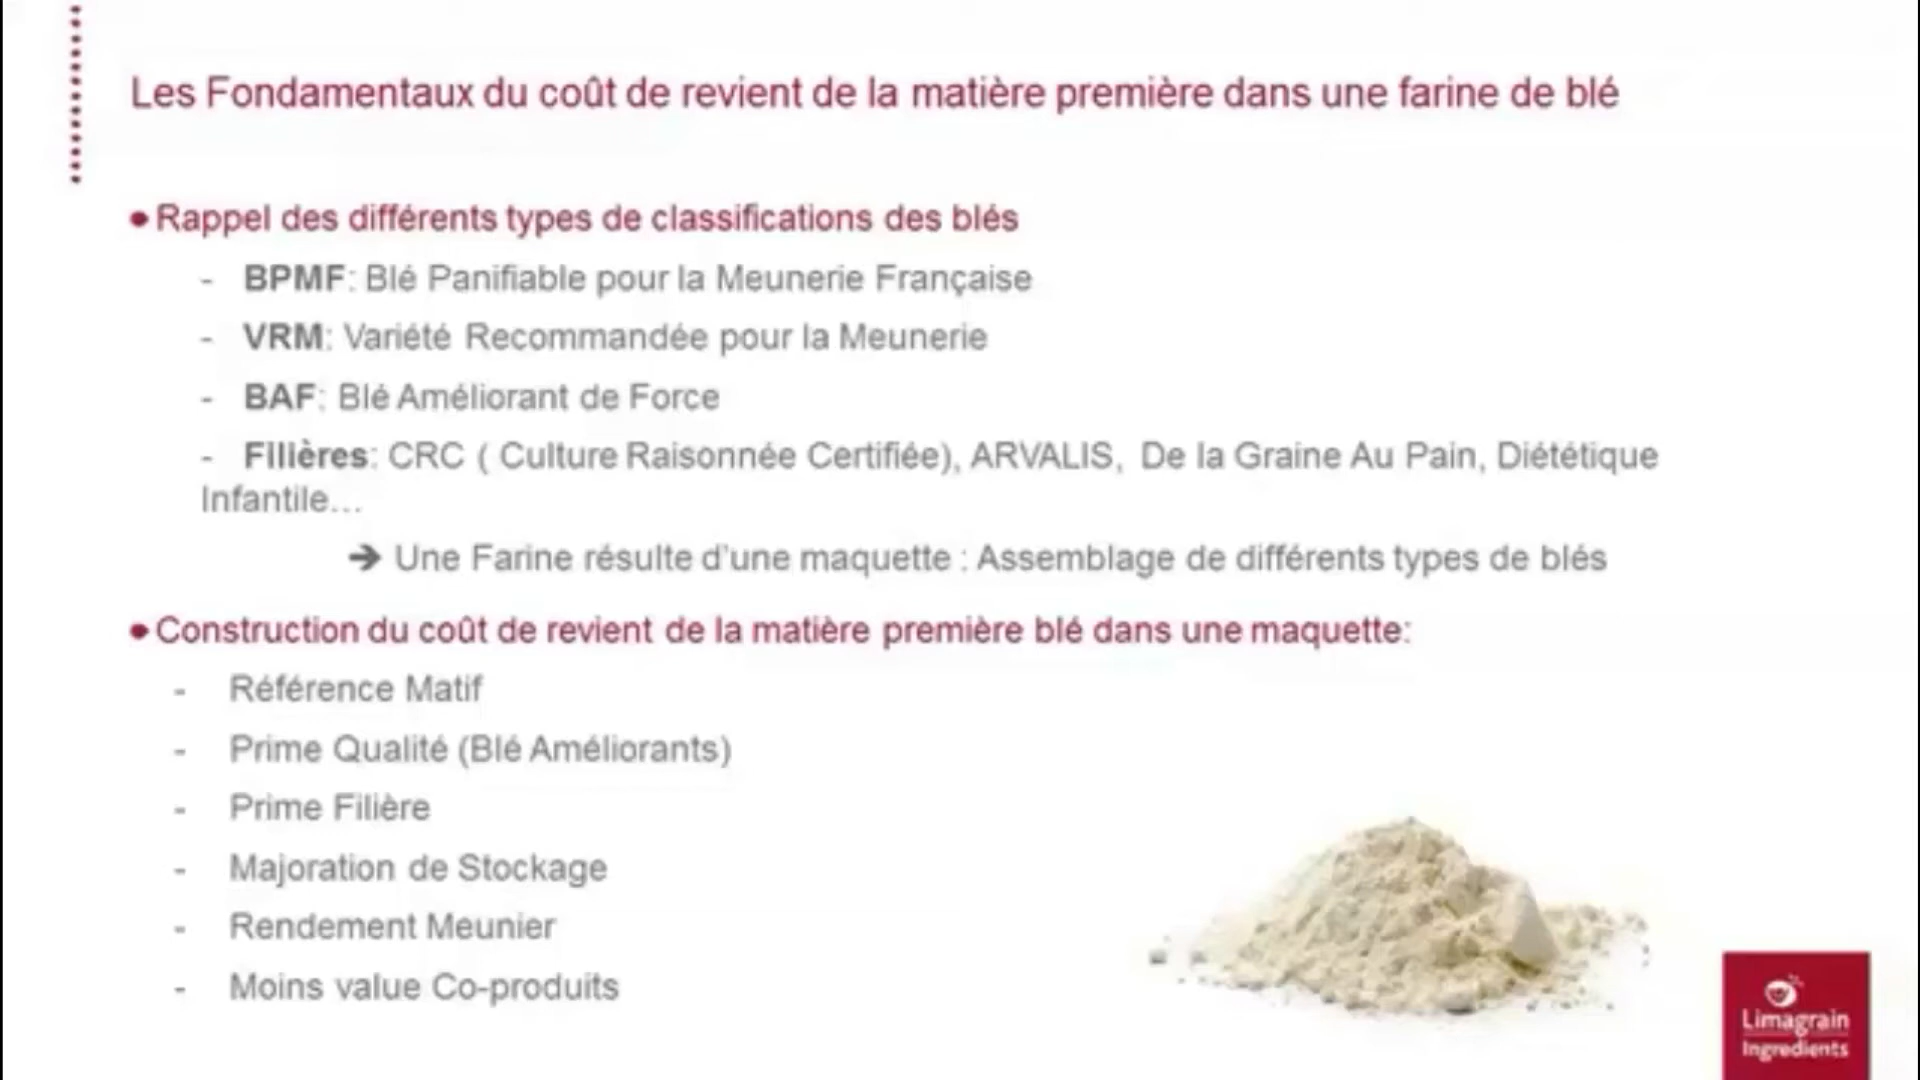 Les Fondamentaux du coût de revient de la matière première dans une farine de blé
• Rappel des différents types de classifications des blés
- BPMF: Blé Panifiable pour la Meunerie Française
- VRM: Variété Recommandée pour la Meunerie
- BAF: Blé Améliorant de Force
- Filières: CRC ( Culture Raisonnée Certifiée), ARVALIS, De la Graine Au Pain, Diététique
Infantile...
➔ Une Farine résulte d'une maquette : Assemblage de différents types de blés
• Construction du coût de revient de la matière première blé dans une maquette:
- Référence Matif
- Prime Qualité (Blé Améliorants)
- Prime Filière
- Majoration de Stockage
- Rendement Meunier
- Moins value Co-produits
Limagrain
Ingredients